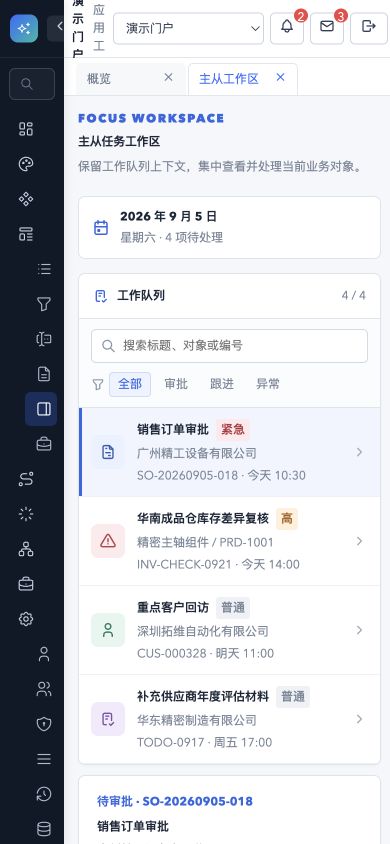 演示门户
应用工
演示门户
2
3
概览
主从工作区
FOCUS WORKSPACE
主从任务工作区
保留工作队列上下文，集中查看并处理当前业务对象。
2026 年 9 月 5 日
星期六 · 4 项待处理
工作队列
4 / 4
搜索标题、对象或编号
全部 审批 跟进 异常
销售订单审批 紧急
广州精工设备有限公司
SO-20260905-018 · 今天 10:30
华南成品仓库存差异复核 高
精密主轴组件 / PRD-1001
INV-CHECK-0921 · 今天 14:00
重点客户回访 普通
深圳拓维自动化有限公司
CUS-000328 · 明天 11:00
补充供应商年度评估材料 普通
华东精密制造有限公司
TODO-0917 · 周五 17:00
待审批 · SO-20260905-018
销售订单审批